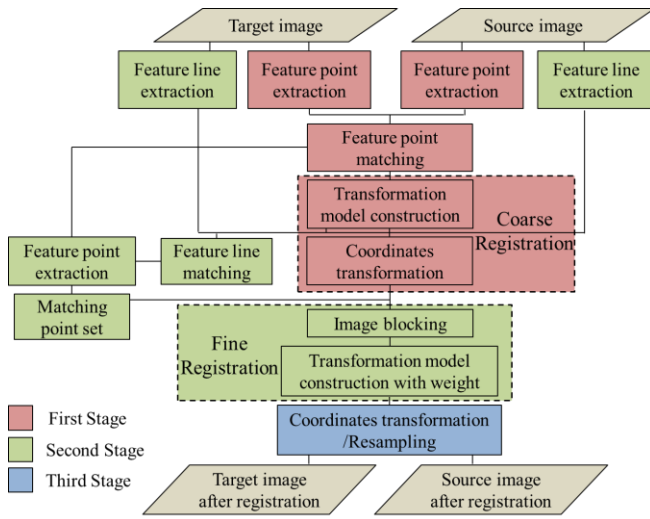 Target image
Source image
Feature line
extraction
Feature point
extraction
Feature point
extraction
Feature line
extraction
Feature point
matching
Transformation
model construction
Coarse
Registration
Coordinates
transformation
Feature point
extraction
Feature line
matching
Matching
point set
Image blocking
Fine
Registration
Transformation model
construction with weight
First Stage
Second Stage
Third Stage
Coordinates transformation
/Resampling
Target image
after registration
Source image
after registration